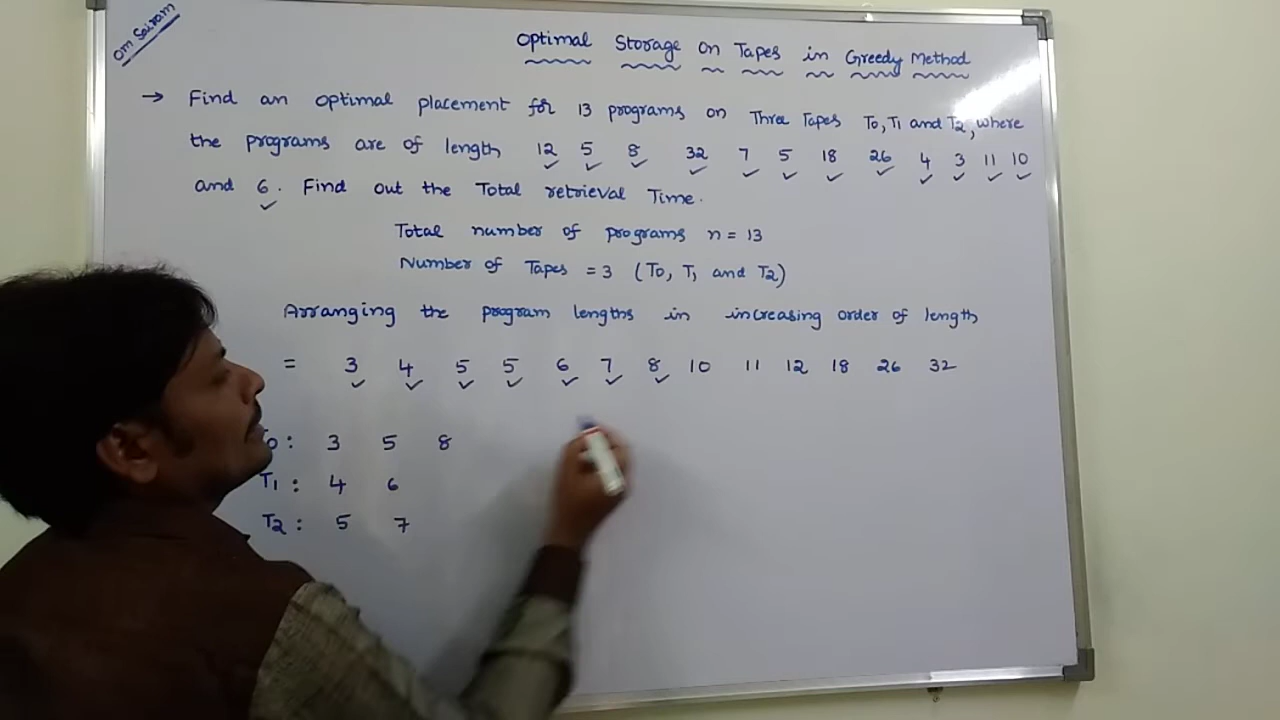 Om Sairam
Optimal Storage on Tapes in Greedy Method
→ Find an optimal placement for 13 programs on Three Tapes T0, T1 and T2, where
the programs are of length 12 5 8 32 7 5 18 26 4 3 11 10
and 6. Find out the Total retrieval Time.
Total number of programs n = 13
Number of Tapes = 3 (T0, T1 and T2)
Arranging the program lengths in increasing order of length
= 3 4 5 5 6 7 8 10 11 12 18 26 32
T0: 3 5 8
T1: 4 6
T2: 5 7